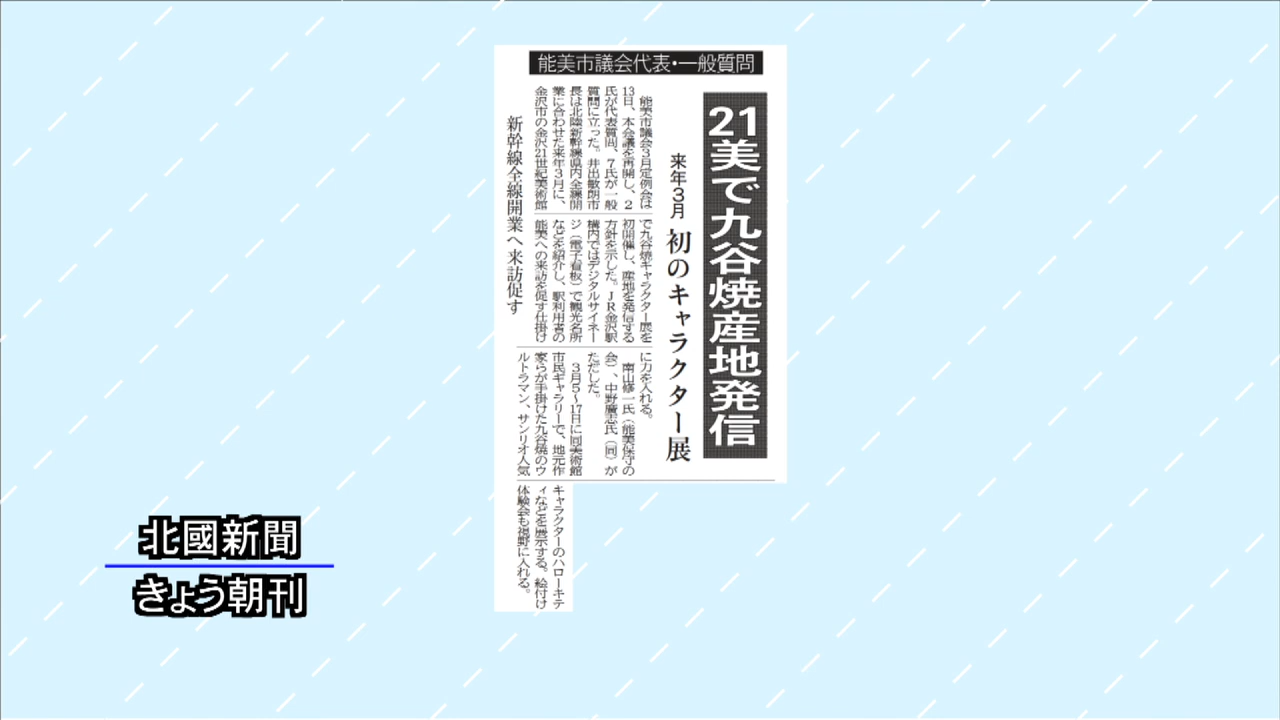 能美市議会代表・一般質問
21美で九谷焼産地発信
来年3月 初のキャラクター展
新幹線全線開業へ来訪促す
能美市議会3月定例会は
13日、本会議を再開し、2
氏が代表質問、7氏が一般
質問に立った。井出敏朗市
長は北陸新幹線県内全線開
業に合わせた来年3月に、
金沢市の金沢21世紀美術館
で九谷焼キャラクター展を
初開催し、産地を発信する
方針を示した。JR金沢駅
構内ではデジタルサイネー
ジ(電子看板)で観光名所
などを紹介し、駅利用者の
能美への来訪を促す仕掛け
に力を入れる。
南山修一氏(能美保守の
会)、中野廣志氏(同)が
ただした。
3月5~17日に同美術館
市民ギャラリーで、地元作
家らが手掛けた九谷焼のウ
ルトラマン、サンリオ人気
キャラクターのハローキテ
ィなどを展示する。絵付け
体験会も視野に入れる。
北國新聞
きょう朝刊